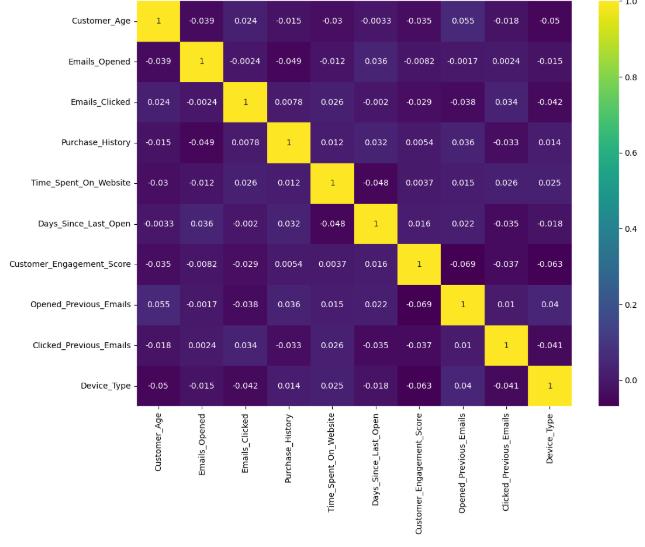 Customer_Age 1 -0.039 0.024 -0.015 -0.03 -0.0033 -0.035 0.055 -0.018 -0.05
Emails_Opened -0.039 1 -0.0024 -0.049 -0.012 0.036 -0.0082 -0.0017 0.0024 -0.015
Emails_Clicked 0.024 -0.0024 1 0.0078 0.026 -0.002 -0.029 -0.038 0.034 -0.042
Purchase_History -0.015 -0.049 0.0078 1 0.012 0.032 0.0054 0.036 -0.033 0.014
Time_Spent_On_Website -0.03 -0.012 0.026 0.012 1 -0.048 0.0037 0.015 0.026 0.025
Days_Since_Last_Open -0.0033 0.036 -0.002 0.032 -0.048 1 0.016 0.022 -0.035 -0.018
Customer_Engagement_Score -0.035 -0.0082 -0.029 0.0054 0.0037 0.016 1 -0.069 -0.037 -0.063
Opened_Previous_Emails 0.055 -0.0017 -0.038 0.036 0.015 0.022 -0.069 1 0.01 0.04
Clicked_Previous_Emails -0.018 0.0024 0.034 -0.033 0.026 -0.035 -0.037 0.01 1 -0.041
Device_Type -0.05 -0.015 -0.042 0.014 0.025 -0.018 -0.063 0.04 -0.041 1
Customer_Age
Emails_Opened
Emails_Clicked
Purchase_History
Time_Spent_On_Website
Days_Since_Last_Open
Customer_Engagement_Score
Opened_Previous_Emails
Clicked_Previous_Emails
Device_Type
1.0
0.8
0.6
0.4
0.2
0.0